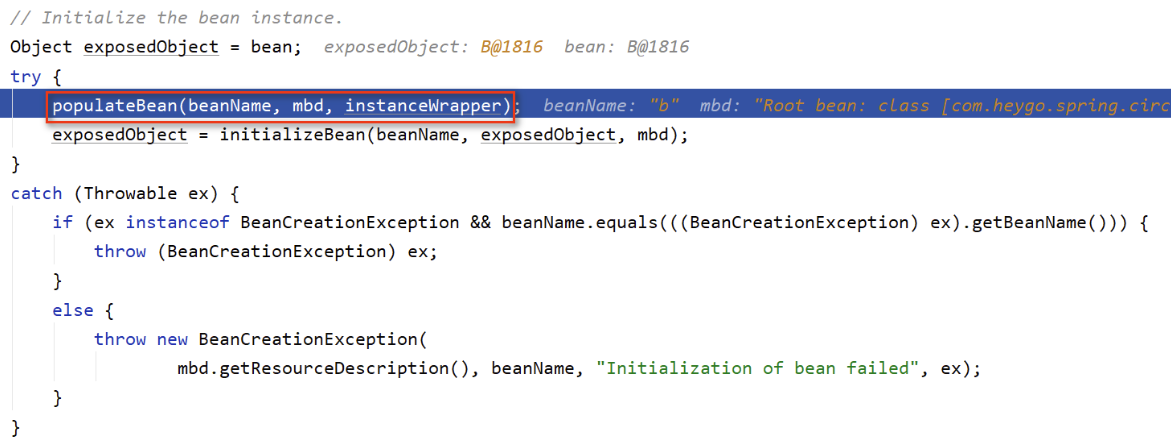 // Initialize the bean instance.
Object exposedObject = bean;  exposedObject: B@1816  bean: B@1816
try {
    populateBean(beanName, mbd, instanceWrapper);  beanName: "b"  mbd: "Root bean: class [com.heygo.spring.circ
    exposedObject = initializeBean(beanName, exposedObject, mbd);
}
catch (Throwable ex) {
    if (ex instanceof BeanCreationException && beanName.equals(((BeanCreationException) ex).getBeanName())) {
        throw (BeanCreationException) ex;
    }
    else {
        throw new BeanCreationException(
                mbd.getResourceDescription(), beanName, "Initialization of bean failed", ex);
    }
}